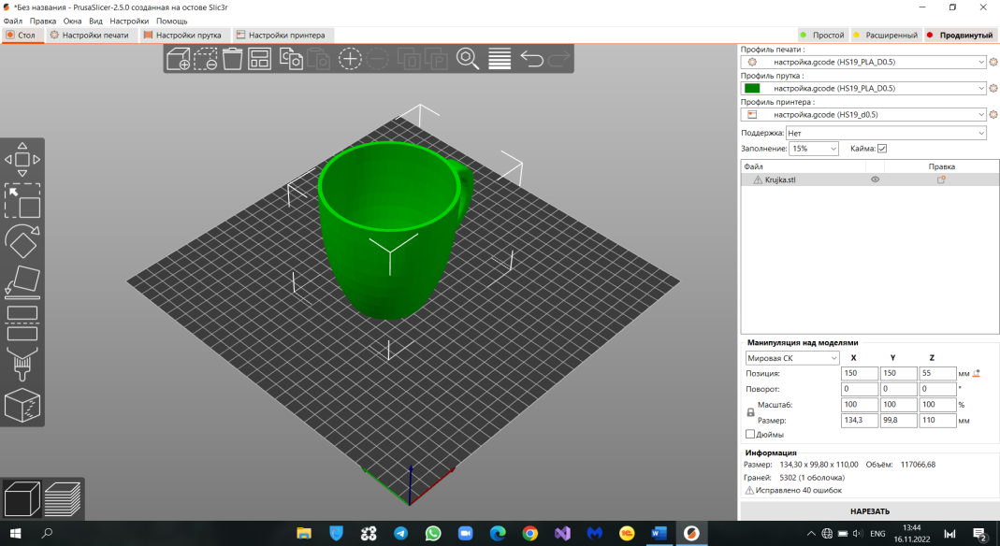 *Без названия - PrusaSlicer-2.5.0 созданная на остове Slic3r
Файл Правка Окна Вид Настройки Помощь
Стол Настройки печати Настройки прутка Настройки принтера Простой Расширенный Продвинутый
Профиль печати :
настройка.gcode (HS19_PLA_D0.5)
Профиль прутка :
настройка.gcode (HS19_PLA_D0.5)
Профиль принтера :
настройка.gcode (HS19_d0.5)
Поддержка: Нет
Заполнение: 15% Кайма:
Файл Правка
Krujka.stl
Манипуляция над моделями
Мировая СК X Y Z
Позиция: 150 150 55 мм
Поворот: 0 0 0 °
Масштаб: 100 100 100 %
Размер: 134,3 99,8 110 мм
Дюймы
Информация
Размер: 134,30 x 99,80 x 110,00 Объём: 117066,68
Граней: 5302 (1 оболочка)
Исправлено 40 ошибок
НАРЕЗАТЬ
ENG 13:44
16.11.2022 2